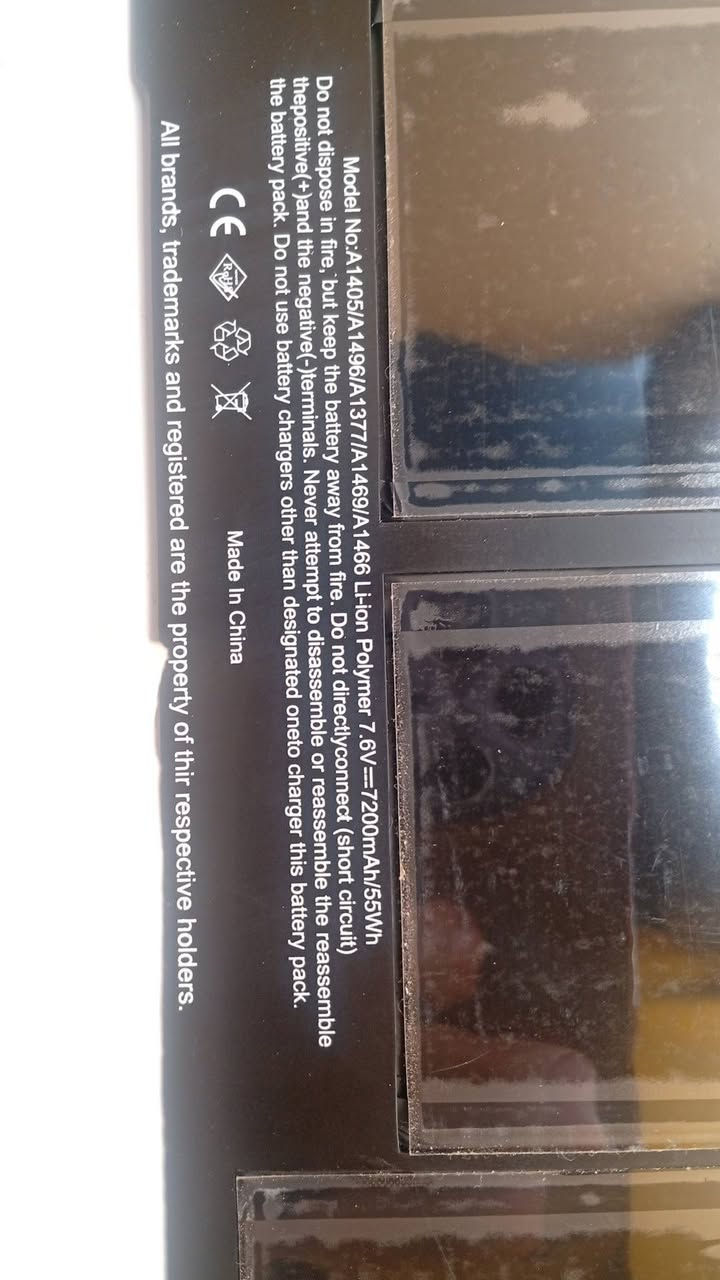 Model No:A1405/A1496/A1377/A1469/A1466 Li-ion Polymer 7.6V⎓7200mAh/55Wh
Do not dispose in fire, but keep the battery away from fire. Do not directlyconnect (short circuit)
thepositive(+)and the negative(-)terminals. Never attempt to disassemble or reassemble the reassemble
the battery pack. Do not use battery chargers other than designated oneto charger this battery pack.
CE RoHS
Made In China
All brands, trademarks and registered are the property of thir respective holders.